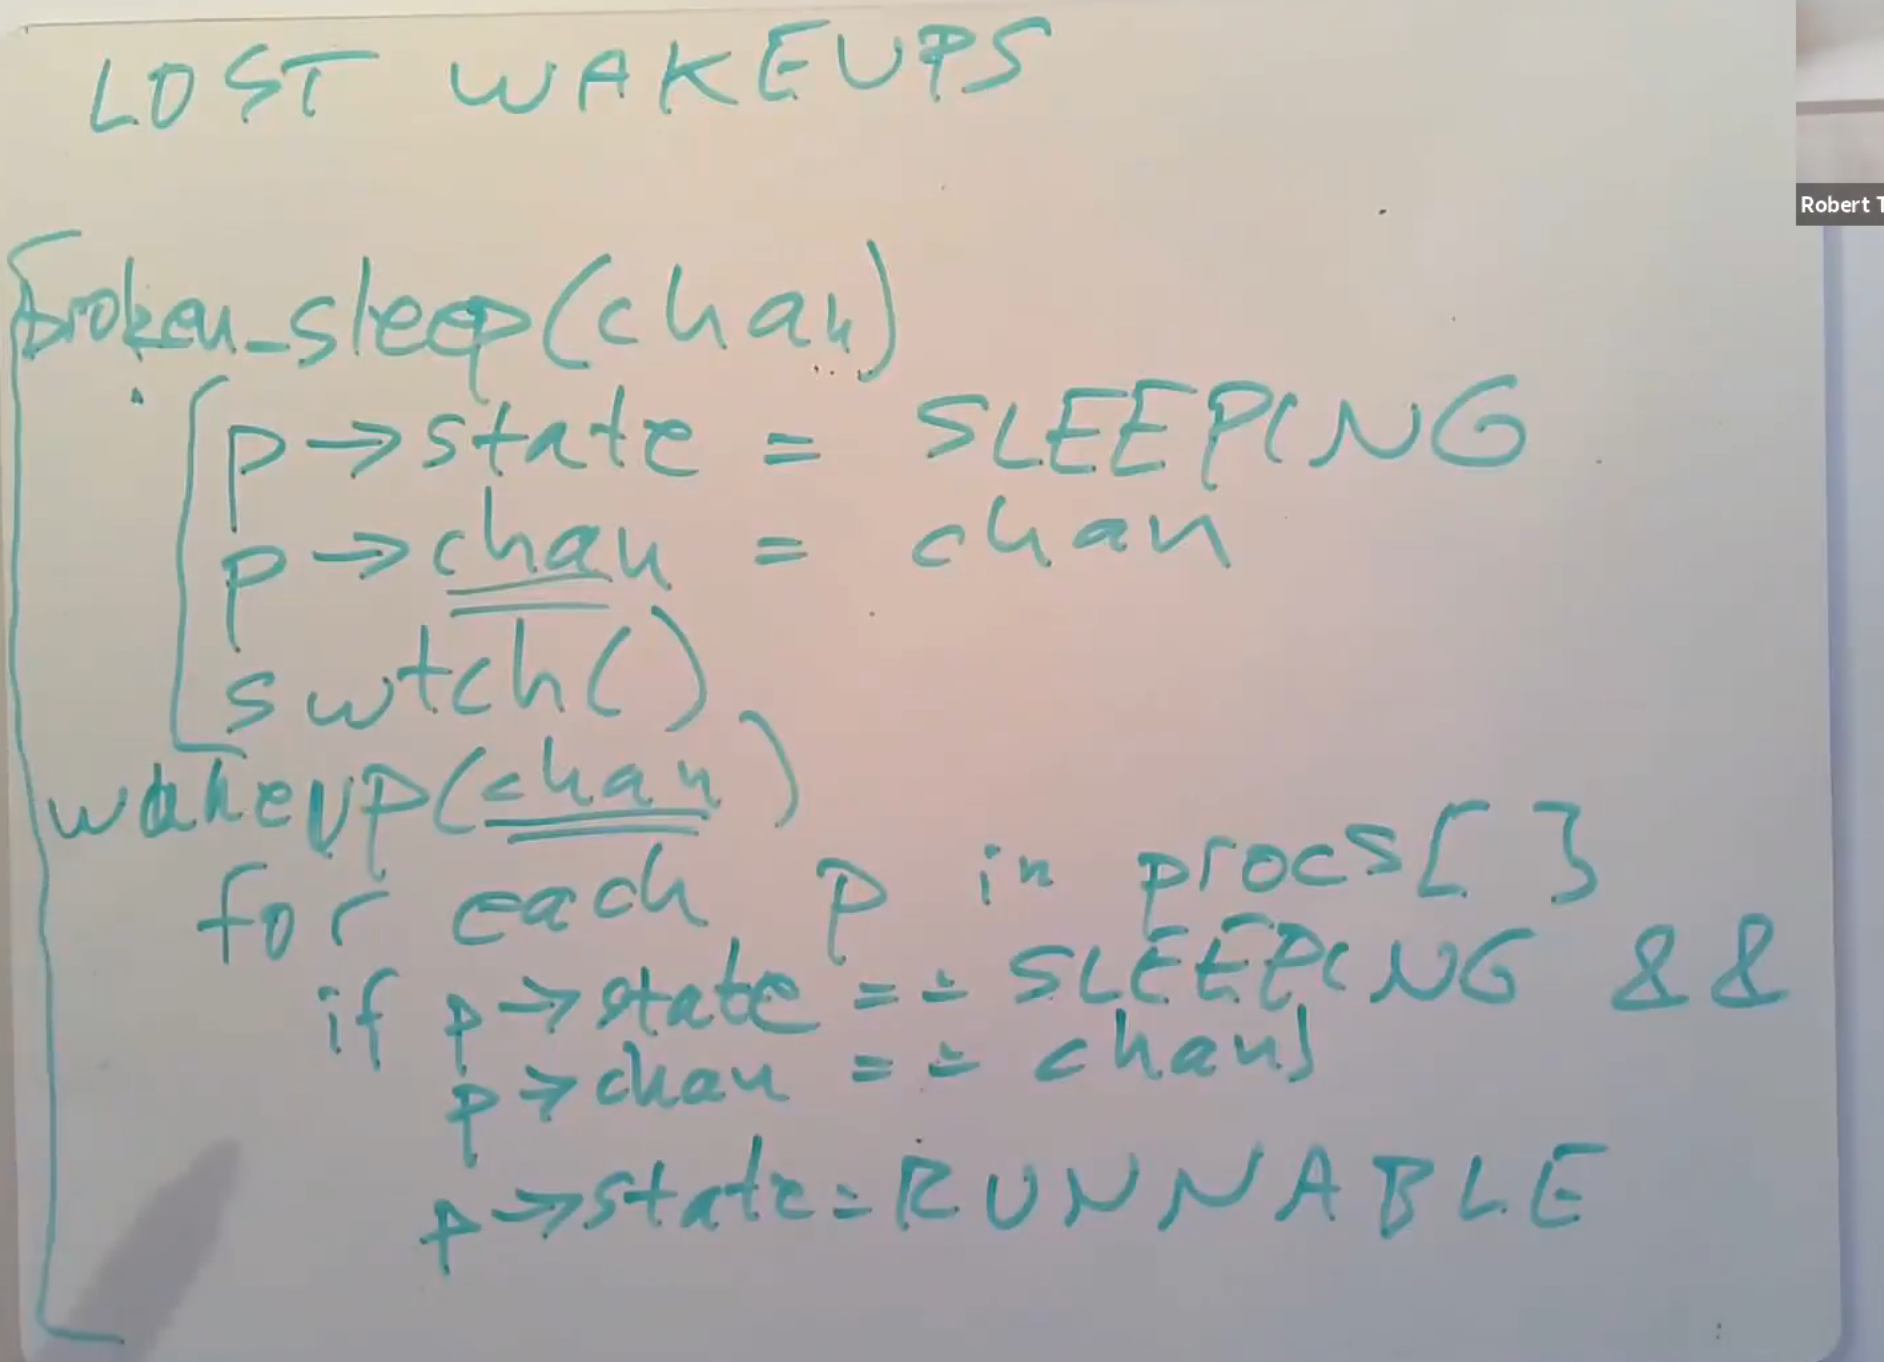 LOST WAKEUPS
Robert T
broken_sleep(chan)
p->state = SLEEPING
p->chan = chan
swtch()
wakeup(chan)
for each p in procs[]
if p->state == SLEEPING &&
p->chan == chan)
p->state=RUNNABLE